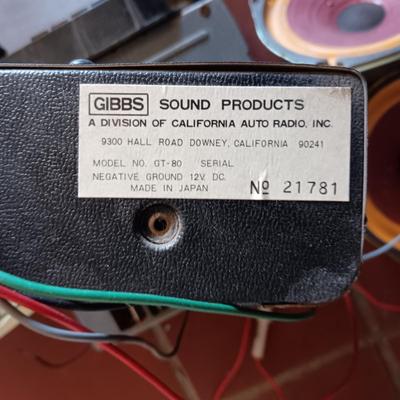 GIBBS SOUND PRODUCTS
A DIVISION OF CALIFORNIA AUTO RADIO, INC.
9300 HALL ROAD DOWNEY, CALIFORNIA 90241
MODEL NO. GT-80 SERIAL
NEGATIVE GROUND 12V. DC.
MADE IN JAPAN
№ 21781